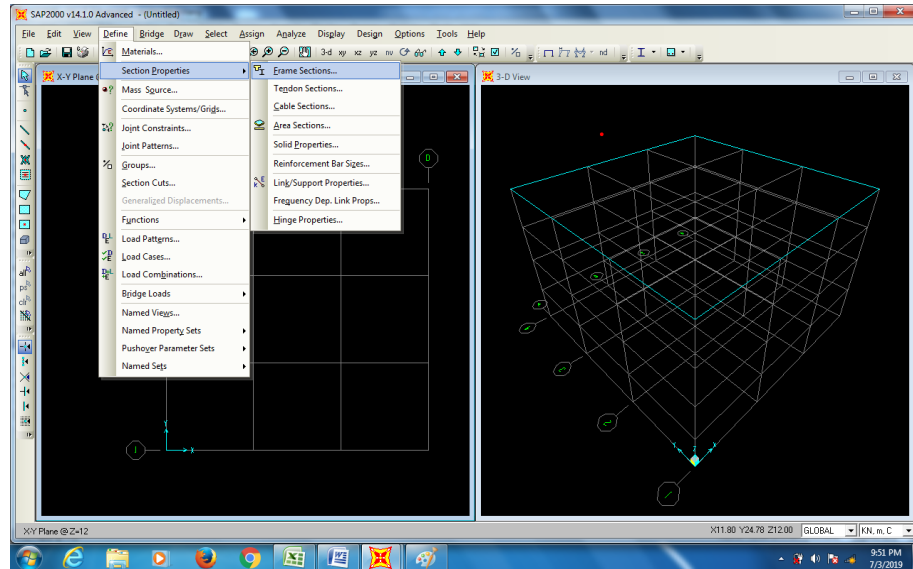 SAP2000 v14.1.0 Advanced - (Untitled)
File Edit View Define Bridge Draw Select Assign Analyze Display Design Options Tools Help
3-d xy xz yz nv nd
X-Y Plane
3-D View
Materials...
Section Properties
Mass Source...
Coordinate Systems/Grids...
Joint Constraints...
Joint Patterns...
Groups...
Section Cuts...
Generalized Displacements...
Functions
Load Patterns...
Load Cases...
Load Combinations...
Bridge Loads
Named Views...
Named Property Sets
Pushover Parameter Sets
Named Sets
Frame Sections...
Tendon Sections...
Cable Sections...
Area Sections...
Solid Properties...
Reinforcement Bar Sizes...
Link/Support Properties...
Frequency Dep. Link Props...
Hinge Properties...
all
ps
clr
D
1
Y
X
Y Z X
X-Y Plane @ Z=12
X11.80 Y24.78 Z12.00 GLOBAL KN, m, C
9:51 PM
7/3/2019